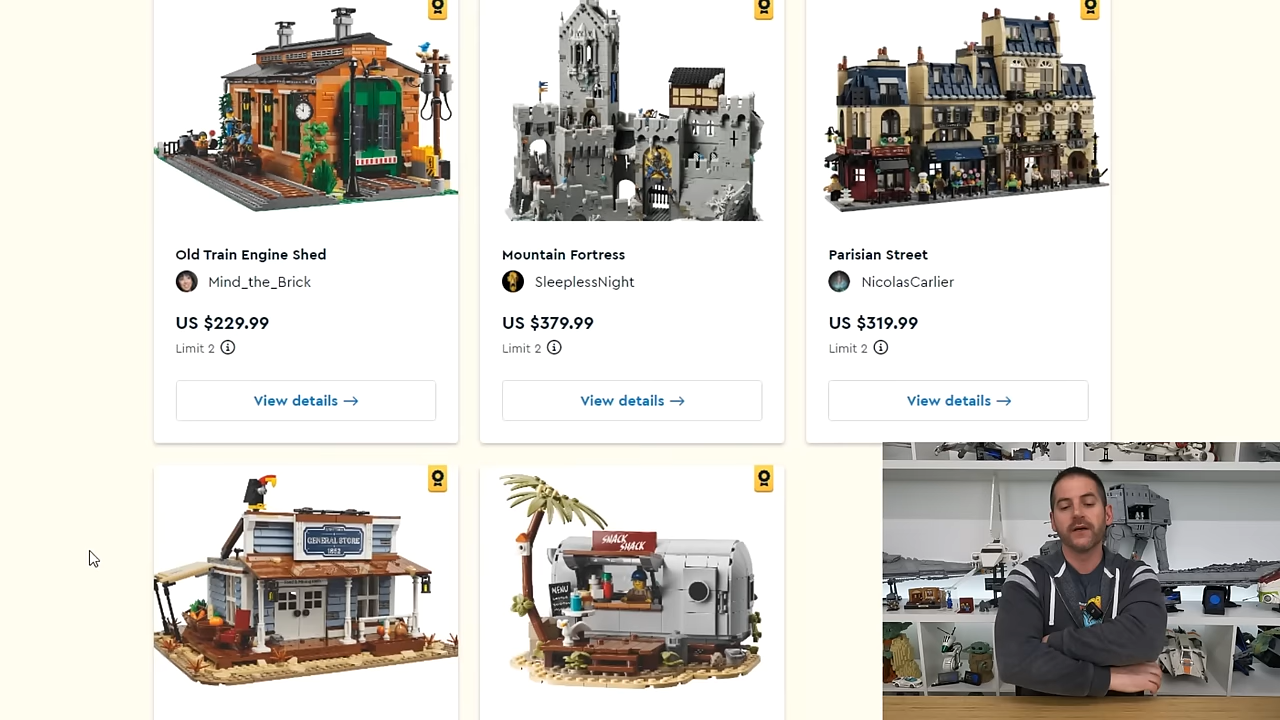 Old Train Engine Shed
Mind_the_Brick
US $229.99
Limit 2
View details →
Mountain Fortress
SleeplessNight
US $379.99
Limit 2
View details →
Parisian Street
NicolasCarlier
US $319.99
Limit 2
View details →
GENERAL STORE
SNACK
SHACK
MENU